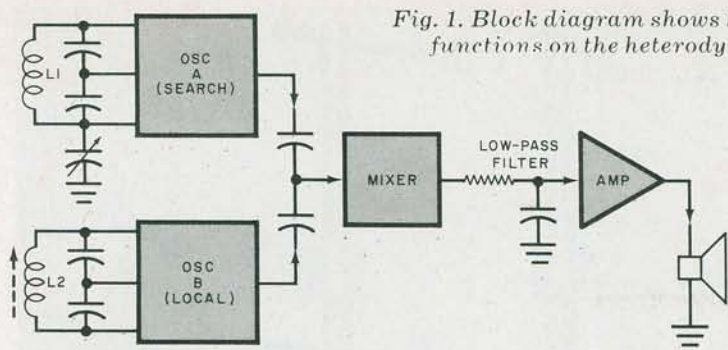 Fig. 1. Block diagram shows
functions on the heterody
L1
OSC
A
(SEARCH)
LOW-PASS
FILTER
MIXER
AMP
L2
OSC
B
(LOCAL)